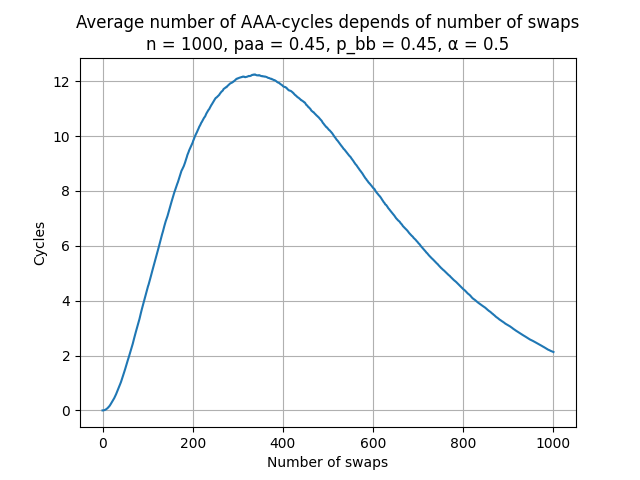 Average number of AAA-cycles depends of number of swaps
n = 1000, paa = 0.45, p_bb = 0.45, α = 0.5
12
10
8
6
4
2
0
Cycles
0 200 400 600 800 1000
Number of swaps